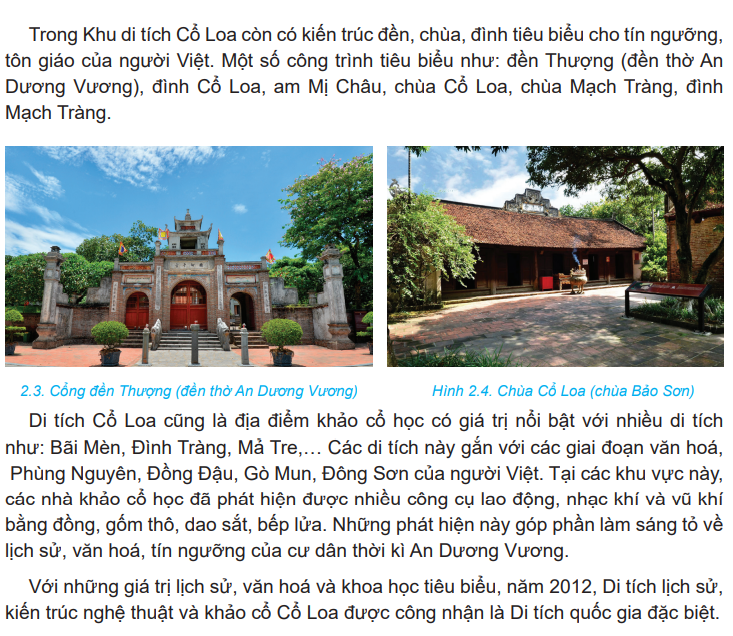 Trong Khu di tích Cổ Loa còn có kiến trúc đền, chùa, đình tiêu biểu cho tín ngưỡng,
tôn giáo của người Việt. Một số công trình tiêu biểu như: đền Thượng (đền thờ An
Dương Vương), đình Cổ Loa, am Mị Châu, chùa Cổ Loa, chùa Mạch Tràng, đình
Mạch Tràng.
2.3. Cổng đền Thượng (đền thờ An Dương Vương)
Hình 2.4. Chùa Cổ Loa (chùa Bảo Sơn)
Di tích Cổ Loa cũng là địa điểm khảo cổ học có giá trị nổi bật với nhiều di tích
như: Bãi Mèn, Đình Tràng, Mả Tre,... Các di tích này gắn với các giai đoạn văn hoá,
Phùng Nguyên, Đồng Đậu, Gò Mun, Đông Sơn của người Việt. Tại các khu vực này,
các nhà khảo cổ học đã phát hiện được nhiều công cụ lao động, nhạc khí và vũ khí
bằng đồng, gốm thô, dao sắt, bếp lửa. Những phát hiện này góp phần làm sáng tỏ về
lịch sử, văn hoá, tín ngưỡng của cư dân thời kì An Dương Vương.
Với những giá trị lịch sử, văn hoá và khoa học tiêu biểu, năm 2012, Di tích lịch sử,
kiến trúc nghệ thuật và khảo cổ Cổ Loa được công nhận là Di tích quốc gia đặc biệt.